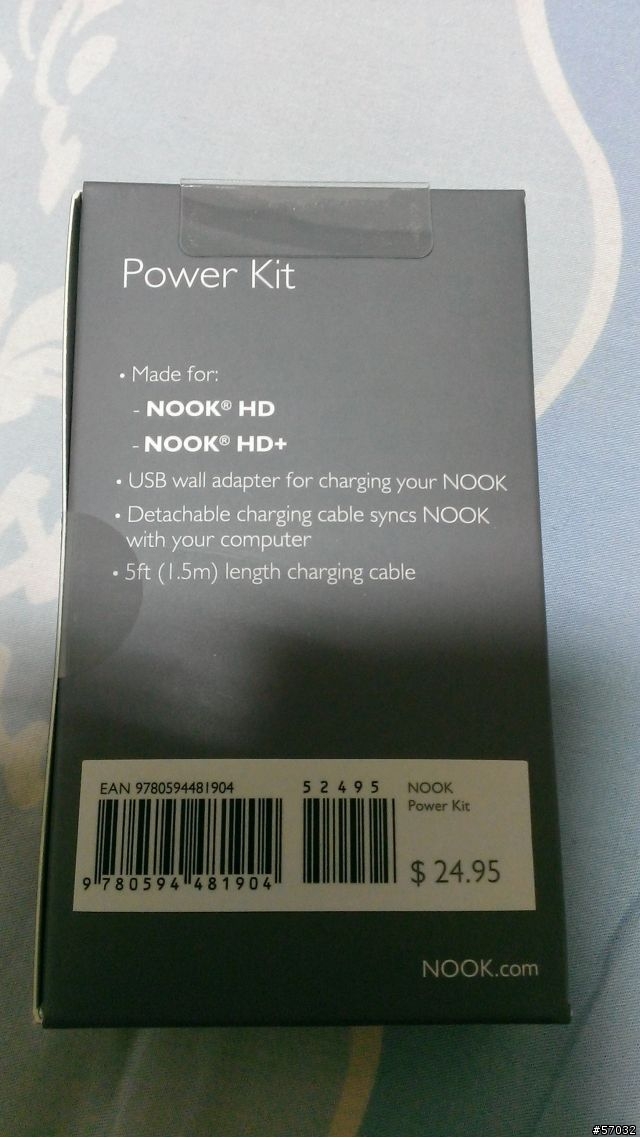 Power Kit
• Made for:
- NOOK® HD
- NOOK® HD+
• USB wall adapter for charging your NOOK
• Detachable charging cable syncs NOOK
with your computer
• 5ft (1.5m) length charging cable
EAN 9780594481904
52495
NOOK
Power Kit
9 780594 481904
$ 24.95
NOOK.com
#57032